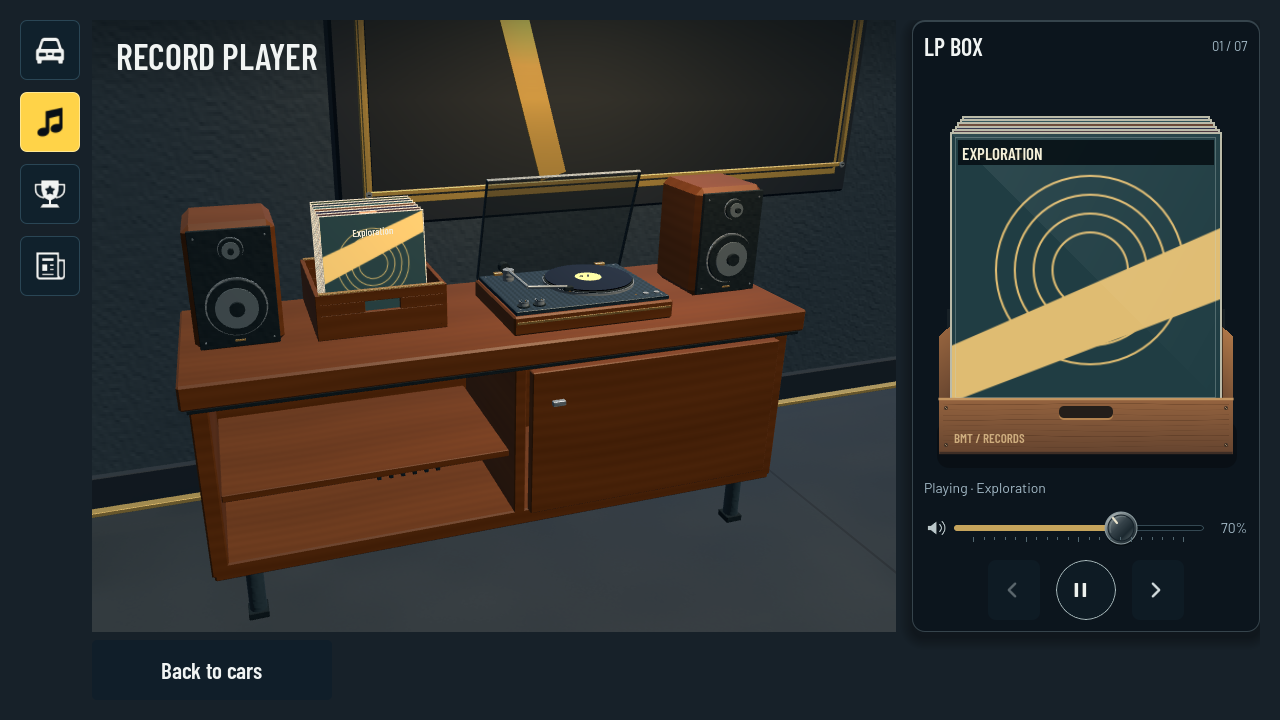 RECORD PLAYER
Exploration
LP BOX
01 / 07
EXPLORATION
BMT / RECORDS
Playing · Exploration
70%
Back to cars